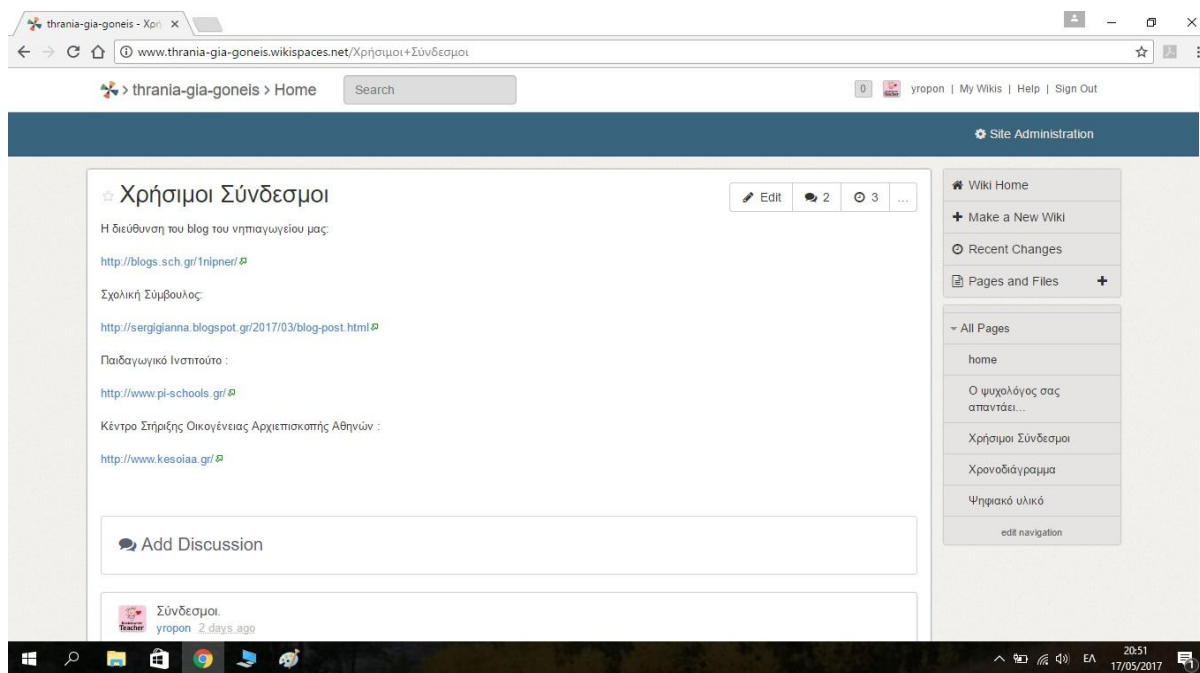 thrania-gia-goneis - Χρή
www.thrania-gia-goneis.wikispaces.net/Χρήσιμοι+Σύνδεσμοι
> thrania-gia-goneis > Home
Search
0 yropon | My Wikis | Help | Sign Out
Site Administration
Χρήσιμοι Σύνδεσμοι
Edit 2 3 ...
Η διεύθυνση του blog του νηπιαγωγείου μας:
http://blogs.sch.gr/1nipner/
Σχολική Σύμβουλος:
http://sergigianna.blogspot.gr/2017/03/blog-post.html
Παιδαγωγικό Ινστιτούτο :
http://www.pi-schools.gr/
Κέντρο Στήριξης Οικογένειας Αρχιεπισκοπής Αθηνών :
http://www.kesoiaa.gr/
Add Discussion
Σύνδεσμοι.
Teacher
yropon 2 days ago
Wiki Home
Make a New Wiki
Recent Changes
Pages and Files
All Pages
home
Ο ψυχολόγος σας
απαντάει...
Χρήσιμοι Σύνδεσμοι
Χρονοδιάγραμμα
Ψηφιακό υλικό
edit navigation
ΕΛ
20:51
17/05/2017